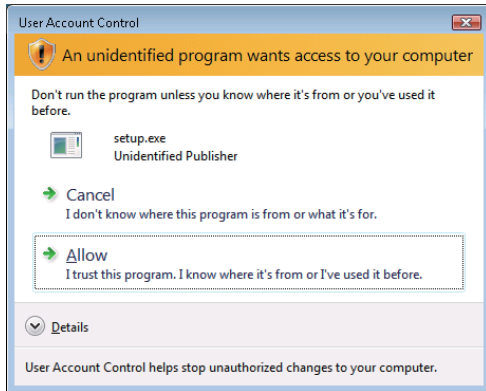 User Account Control
An unidentified program wants access to your computer
Don't run the program unless you know where it's from or you've used it
before.
setup.exe
Unidentified Publisher
Cancel
I don't know where this program is from or what it's for.
Allow
I trust this program. I know where it's from or I've used it before.
Details
User Account Control helps stop unauthorized changes to your computer.